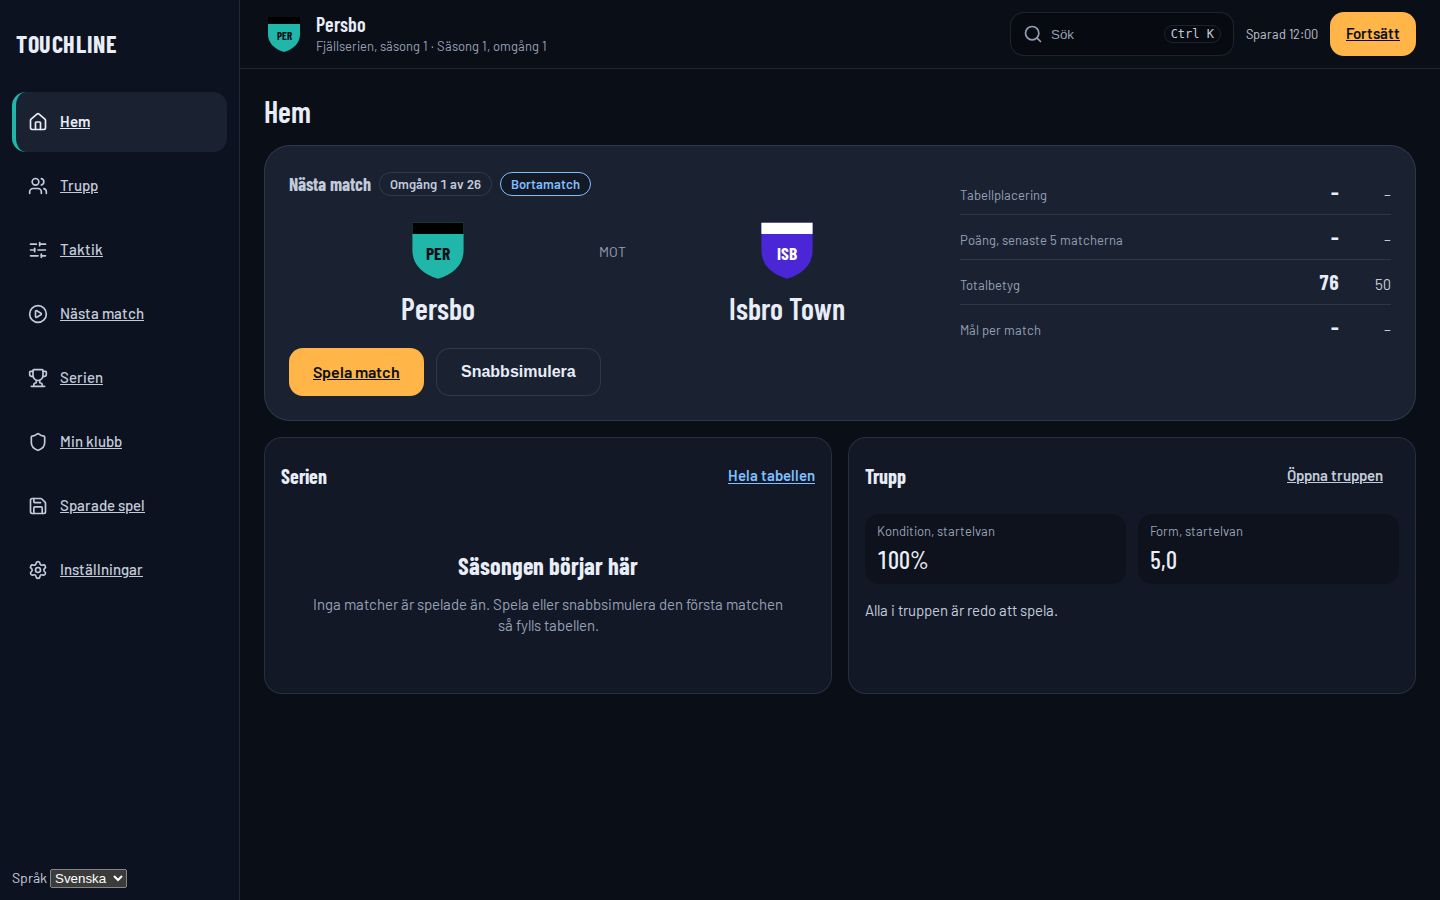 TOUCHLINE
Hem
Trupp
Taktik
Nästa match
Serien
Min klubb
Sparade spel
Inställningar
Språk Svenska
PER
Persbo
Fjällserien, säsong 1 · Säsong 1, omgång 1
Sök Ctrl K
Sparad 12:00
Fortsätt
Hem
Nästa match Omgång 1 av 26 Bortamatch
PER MOT ISB
Persbo Isbro Town
Spela match Snabbsimulera
Tabellplacering - –
Poäng, senaste 5 matcherna - –
Totalbetyg 76 50
Mål per match - –
Serien Hela tabellen
Säsongen börjar här
Inga matcher är spelade än. Spela eller snabbsimulera den första matchen
så fylls tabellen.
Trupp Öppna truppen
Kondition, startelvan
100%
Form, startelvan
5,0
Alla i truppen är redo att spela.